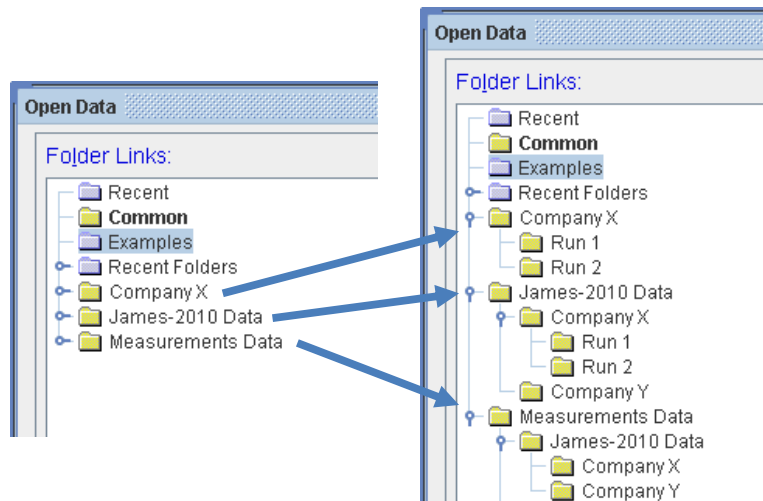 Open Data
Folder Links:
Recent
Common
Examples
Recent Folders
Company X
James-2010 Data
Measurements Data
Open Data
Folder Links:
Recent
Common
Examples
Recent Folders
Company X
Run 1
Run 2
James-2010 Data
Company X
Run 1
Run 2
Company Y
Measurements Data
James-2010 Data
Company X
Company Y